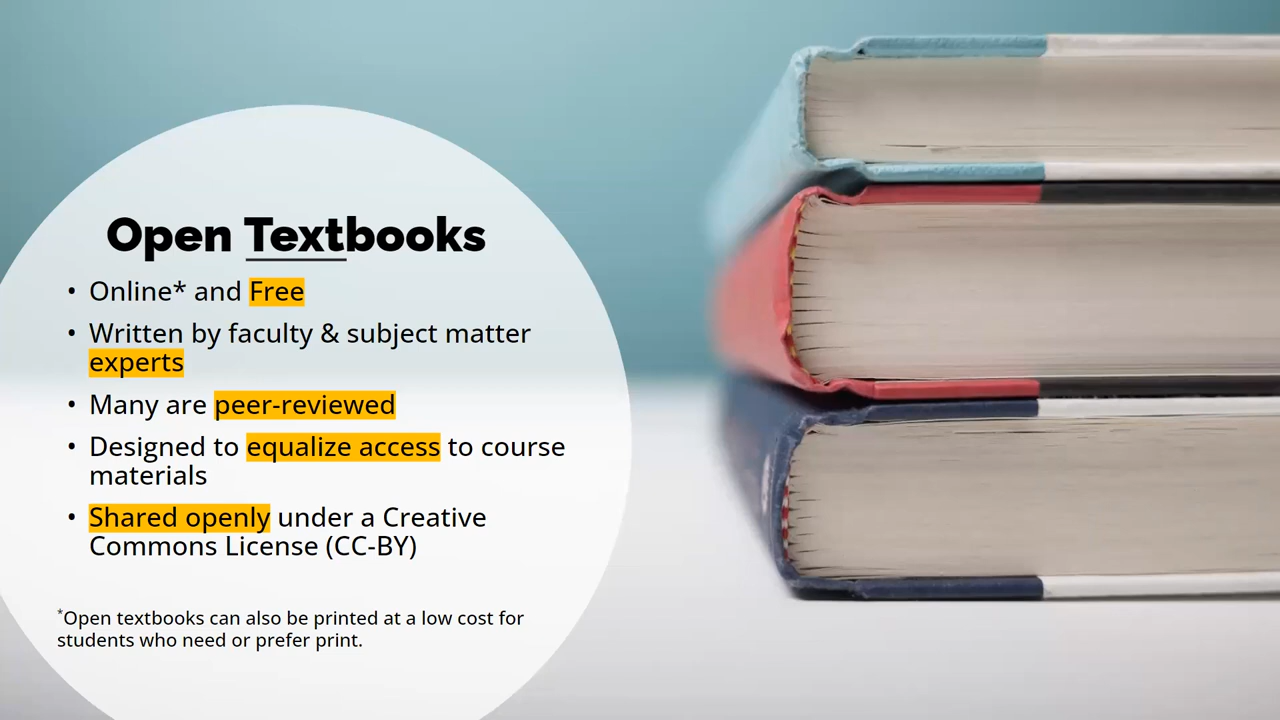 Open Textbooks
• Online* and Free
• Written by faculty & subject matter
experts
• Many are peer-reviewed
• Designed to equalize access to course
materials
• Shared openly under a Creative
Commons License (CC-BY)
*Open textbooks can also be printed at a low cost for
students who need or prefer print.